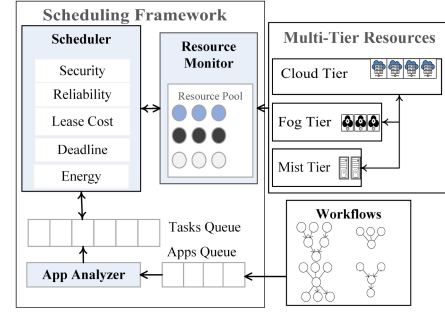 Scheduling Framework
Scheduler
Security
Reliability
Lease Cost
Deadline
Energy
Resource
Monitor
Resource Pool
Multi-Tier Resources
Cloud Tier
Fog Tier
Mist Tier
Tasks Queue
Apps Queue
App Analyzer
Workflows